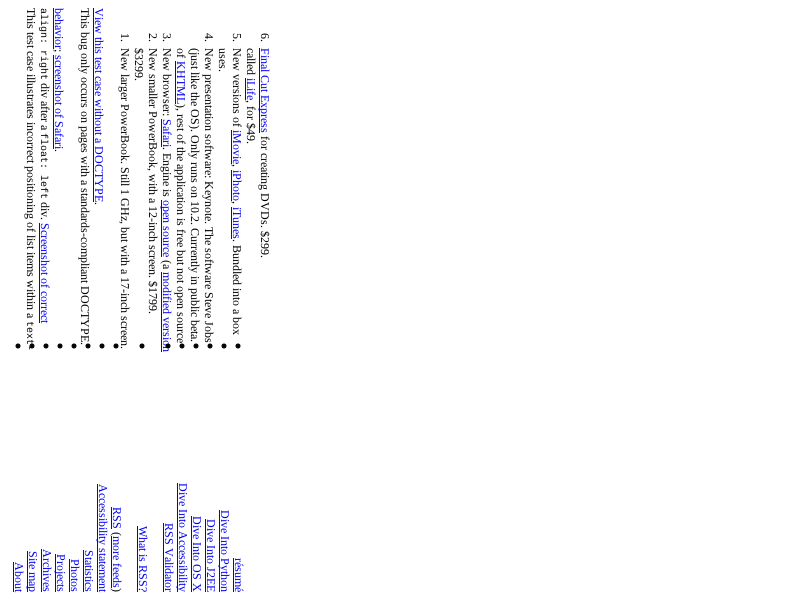 This test case illustrates incorrect positioning of list items within a text-
align: right div after a float: left div. Screenshot of correct
behavior; screenshot of Safari.
This bug only occurs on pages with a standards-compliant DOCTYPE.
View this test case without a DOCTYPE.
1. New larger PowerBook. Still 1 GHz, but with a 17-inch screen.
$3299.
2. New smaller PowerBook, with a 12-inch screen. $1799.
3. New browser: Safari. Engine is open source (a modified version
of KHTML), rest of the application is free but not open source
(just like the OS). Only runs on 10.2. Currently in public beta.
4. New presentation software: Keynote. The software Steve Jobs
uses.
5. New versions of iMovie, iPhoto, iTunes. Bundled into a box
called iLife, for $49.
6. Final Cut Express for creating DVDs. $299.
About
Site map
Archives
Projects
Photos
Statistics
Accessibility statement
RSS (more feeds)
What is RSS?
RSS Validator
Dive Into Accessibility
Dive Into OS X
Dive Into J2EE
Dive Into Python
résumé